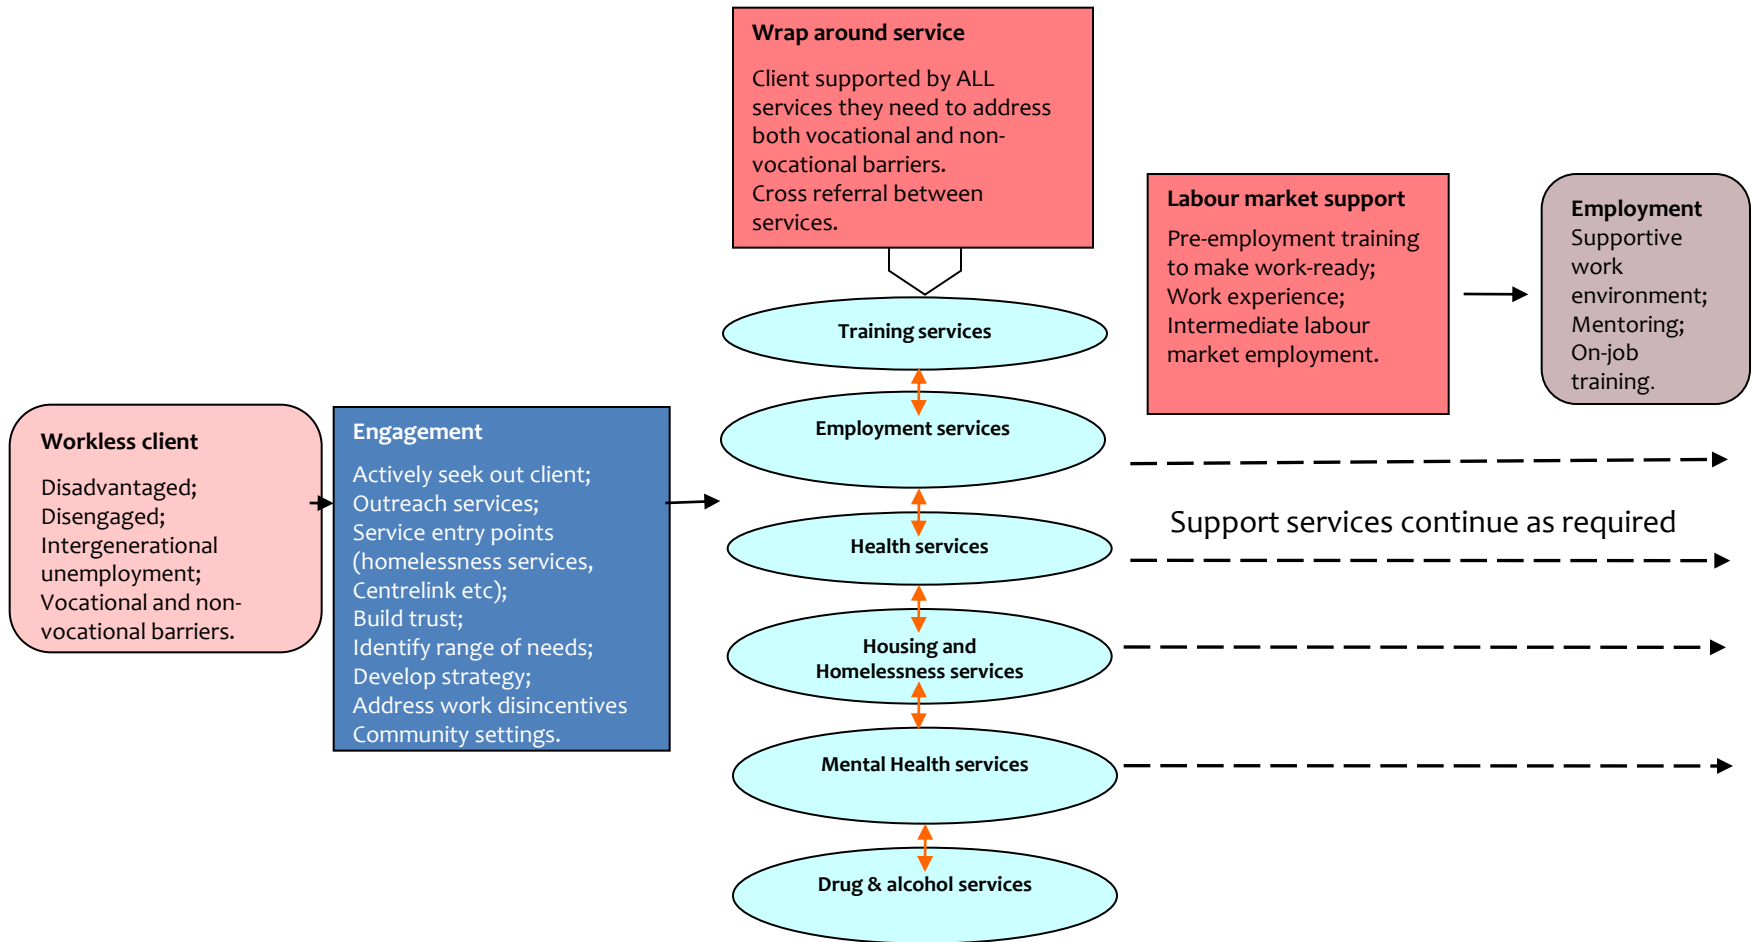 Wrap around service
Client supported by ALL
services they need to address
both vocational and non-
vocational barriers.
Cross referral between
services.
Labour market support
Pre-employment training
to make work-ready;
Work experience;
Intermediate labour
market employment.
Employment
Supportive
work
environment;
Mentoring;
On-job
training.
Training services
Employment services
Workless client
Disadvantaged;
Disengaged;
Intergenerational
unemployment;
Vocational and non-
vocational barriers.
Engagement
Actively seek out client;
Outreach services;
Service entry points
(homelessness services,
Centrelink etc);
Build trust;
Identify range of needs;
Develop strategy;
Address work disincentives
Community settings.
Health services
Support services continue as required
Housing and
Homelessness services
Mental Health services
Drug & alcohol services